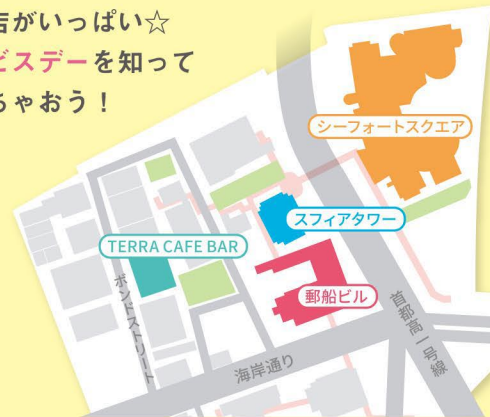 店がいっぱい☆
ビスデーを知って
ちゃおう！
シーフォートスクエア
スフィアタワー
TERRA CAFE BAR
郵船ビル
ボンドストリート
首都高一号線
海岸通り